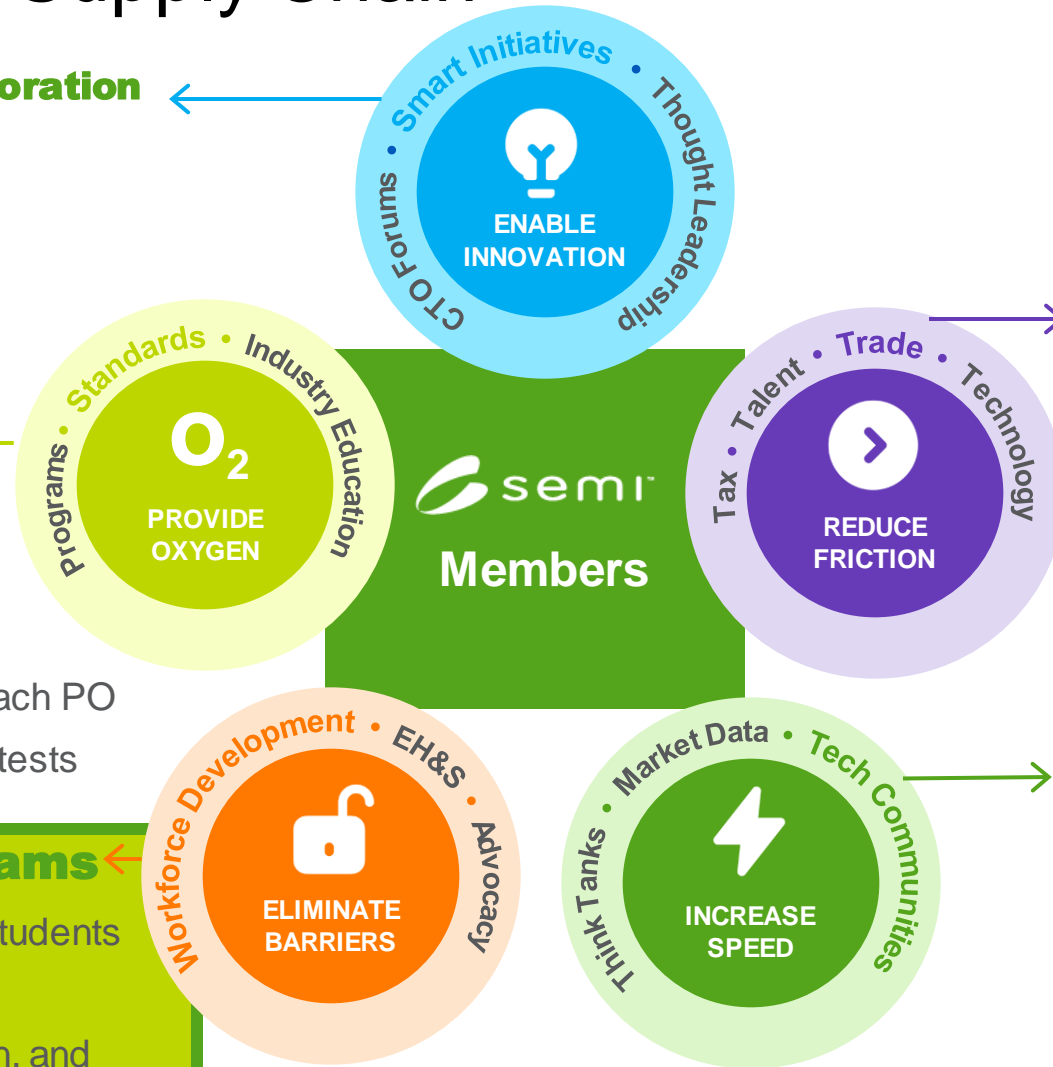 Supply Chain
oration
CTO Forums • Smart Initiatives • Thought Leadership
ENABLE
INNOVATION
Programs • Standards • Industry Education
O2
PROVIDE
OXYGEN
semi™
Members
Tax • Talent • Trade • Technology
REDUCE
FRICTION
ach PO
tests
ams
tudents
n, and
Workforce Development • EH&S • Advocacy
ELIMINATE
BARRIERS
Think Tanks • Market Data • Tech Communities
INCREASE
SPEED